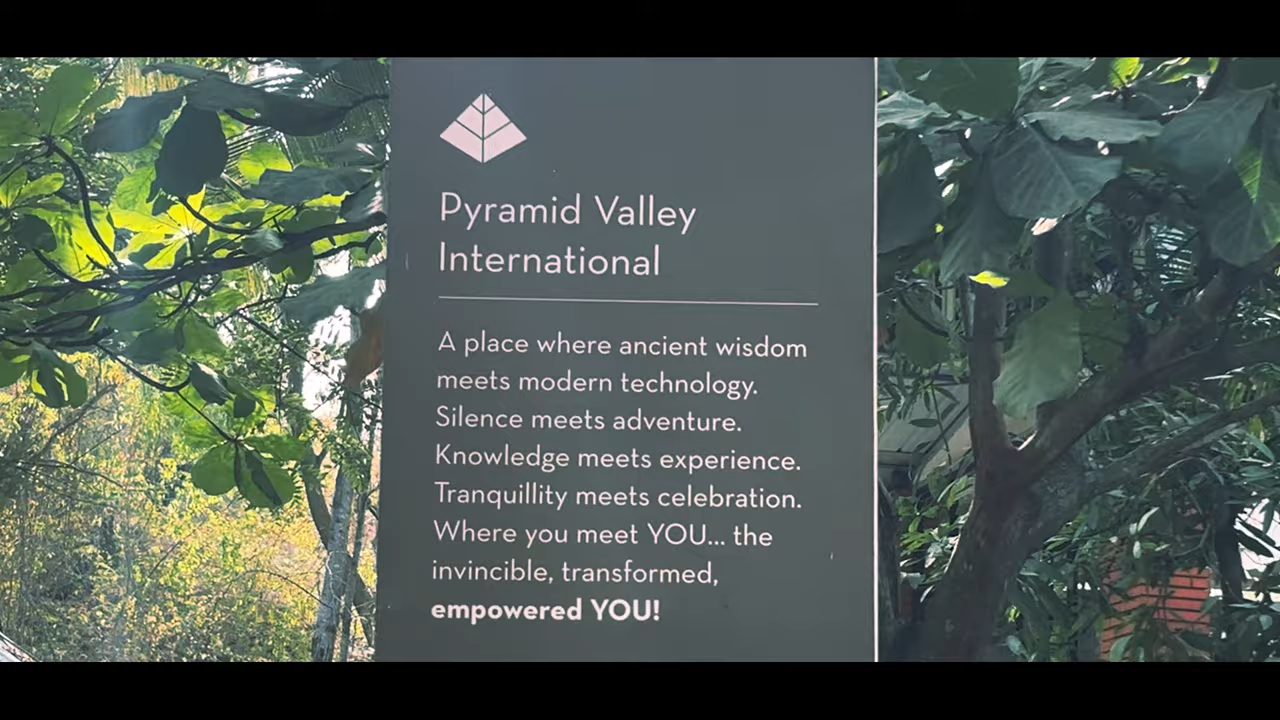 Pyramid Valley
International
A place where ancient wisdom
meets modern technology.
Silence meets adventure.
Knowledge meets experience.
Tranquillity meets celebration.
Where you meet YOU... the
invincible, transformed,
empowered YOU!